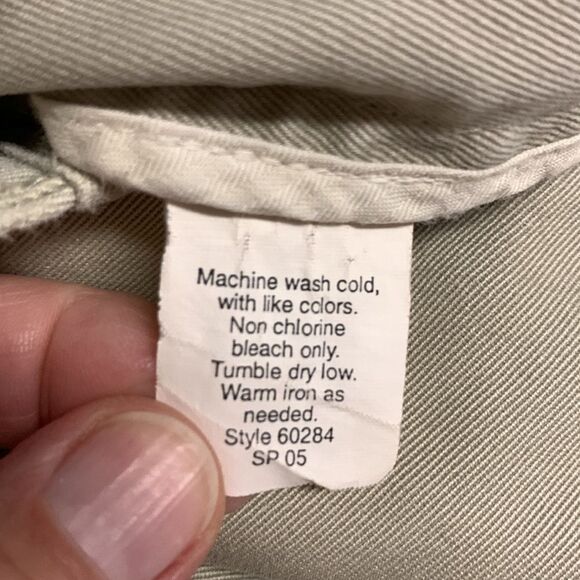 Machine wash cold,
with like colors.
Non chlorine
bleach only.
Tumble dry low.
Warm iron as
needed.
Style 60284
SP 05